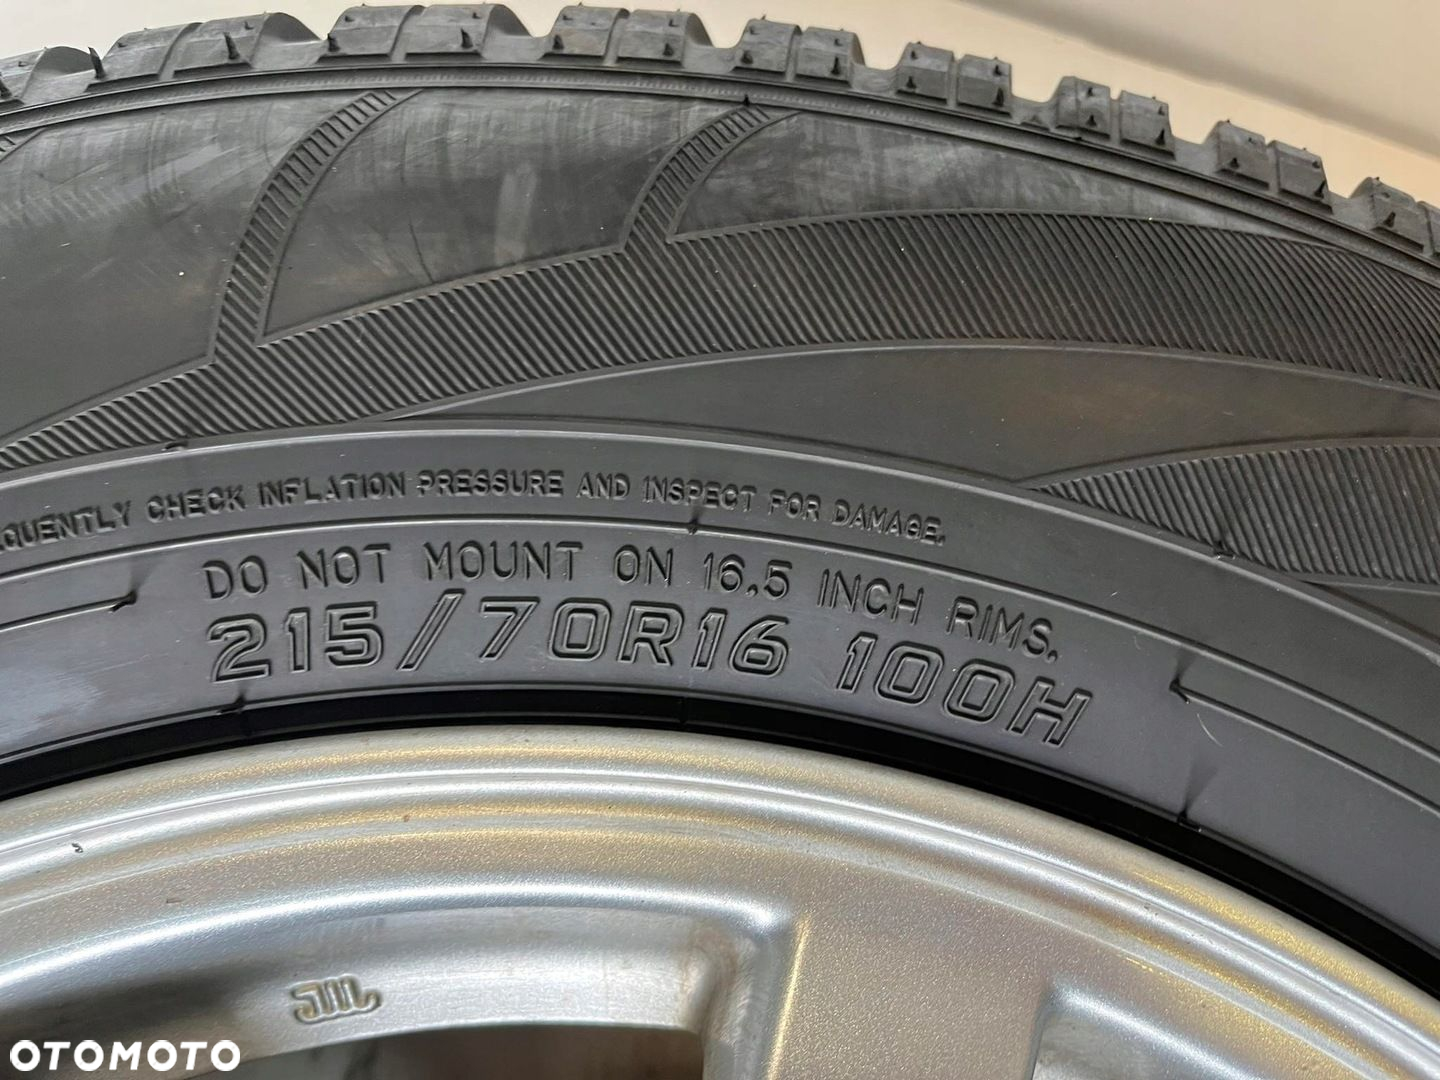 CHECK INFLATION PRESSURE AND INSPECT FOR DAMAGE.
DO NOT MOUNT ON 16.5 INCH RIMS.
215/70R16 100H
OTOMOTO